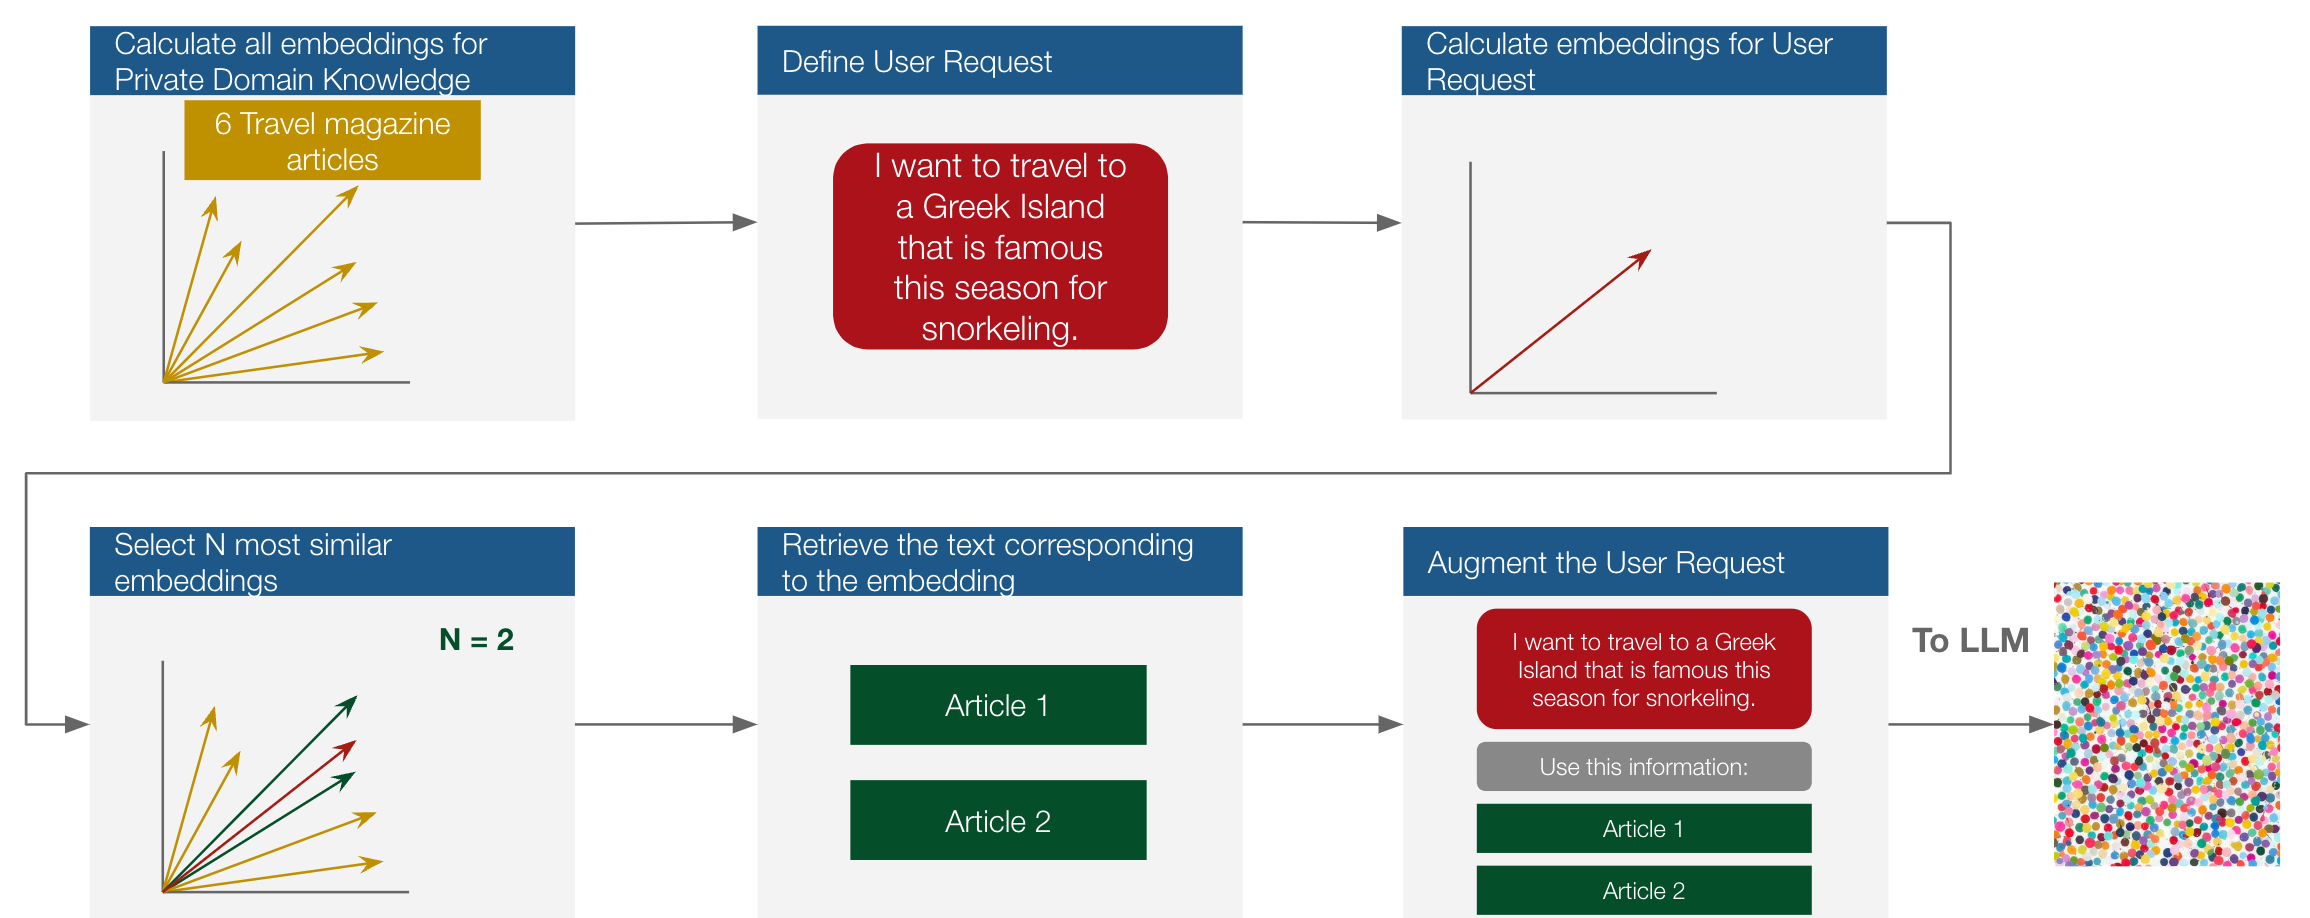 Calculate all embeddings for
Private Domain Knowledge
6 Travel magazine
articles
Define User Request
I want to travel to
a Greek Island
that is famous
this season for
snorkeling.
Calculate embeddings for User
Request
Select N most similar
embeddings
N = 2
Retrieve the text corresponding
to the embedding
Article 1
Article 2
Augment the User Request
I want to travel to a Greek
Island that is famous this
season for snorkeling.
Use this information:
Article 1
Article 2
To LLM